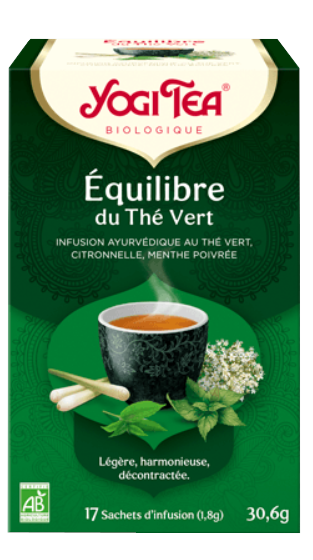 Équilibre
YOGI TEA®
BIOLOGIQUE
Équilibre
du Thé Vert
INFUSION AYURVÉDIQUE AU THÉ VERT,
CITRONNELLE, MENTHE POIVRÉE
Légère, harmonieuse,
décontractée.
AB
17 Sachets d'infusion (1,8g) 30,6g